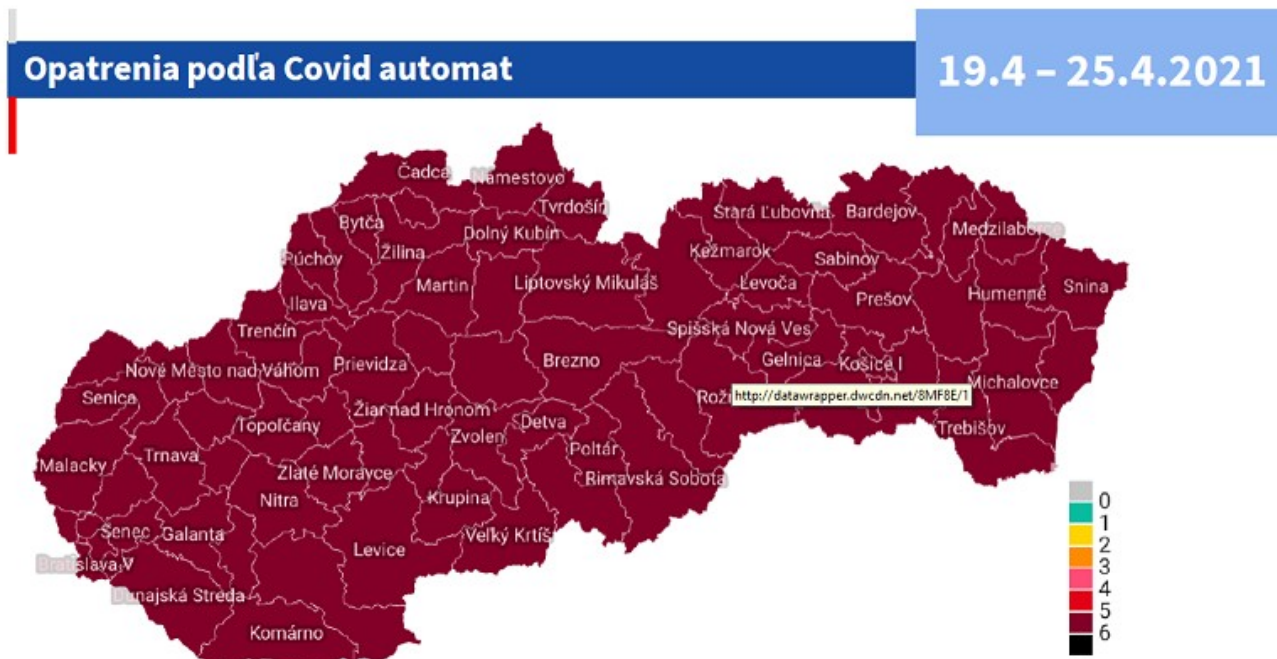 Opatrenia podľa Covid automat
19.4 – 25.4.2021
Čadca
Námestovo
Tvrdošín
Bytča
Dolný Kubín
Púchov
Žilina
Ilava
Martin
Liptovský Mikuláš
Stará Ľubovňa
Bardejov
Medzilaborce
Kežmarok
Sabinov
Levoča
Prešov
Humenné
Snina
Trenčín
Spišská Nová Ves
Nové Mesto nad Váhom
Prievidza
Brezno
Gelnica
Košice I
Michalovce
Senica
Rož
http://datawrapper.dwcdn.net/8MF8E/1
Topoľčany
Žiar nad Hronom
Detva
Zvolen
Trebišov
Malacky
Trnava
Poltár
Zlaté Moravce
Rimavská Sobota
Nitra
Krupina
Senec
Galanta
Levice
Veľký Krtíš
Bratislava V
Dunajská Streda
Komárno
0
1
2
3
4
5
6